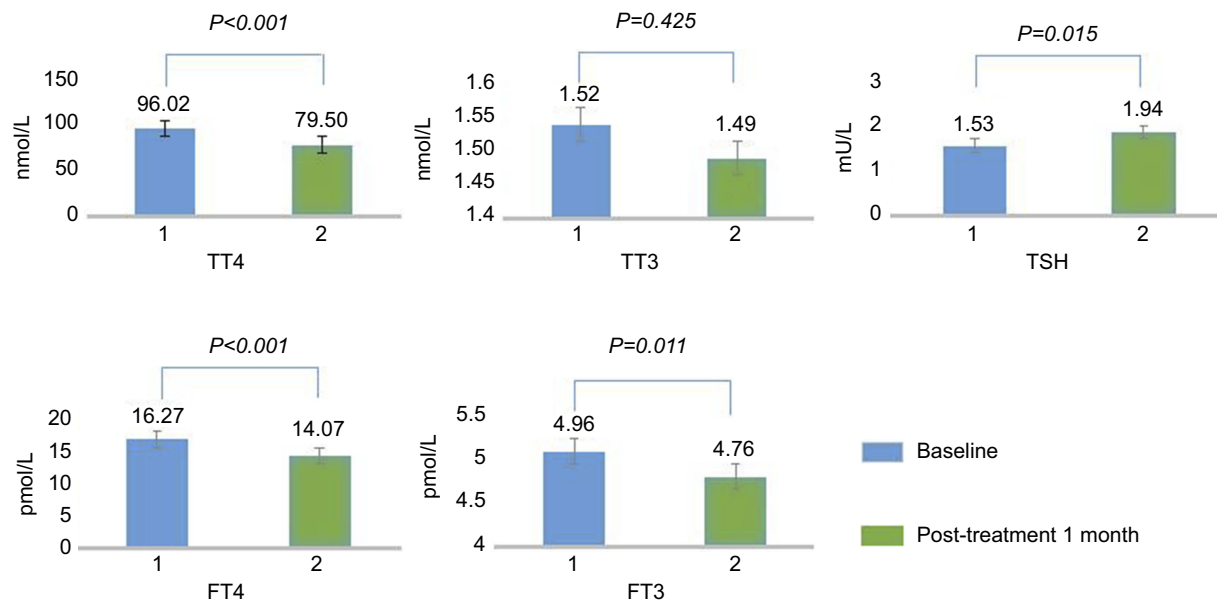 P<0.001
nmol/L
150
100
50
0
96.02
79.50
1 2
TT4
P=0.425
nmol/L
1.6
1.55
1.50
1.45
1.4
1.52
1.49
1 2
TT3
P=0.015
mU/L
3
2
1
0
1.53
1.94
1 2
TSH
P<0.001
pmol/L
20
15
10
5
0
16.27
14.07
1 2
FT4
P=0.011
pmol/L
5.5
5
4.5
4
4.96
4.76
1 2
FT3
Baseline
Post-treatment 1 month